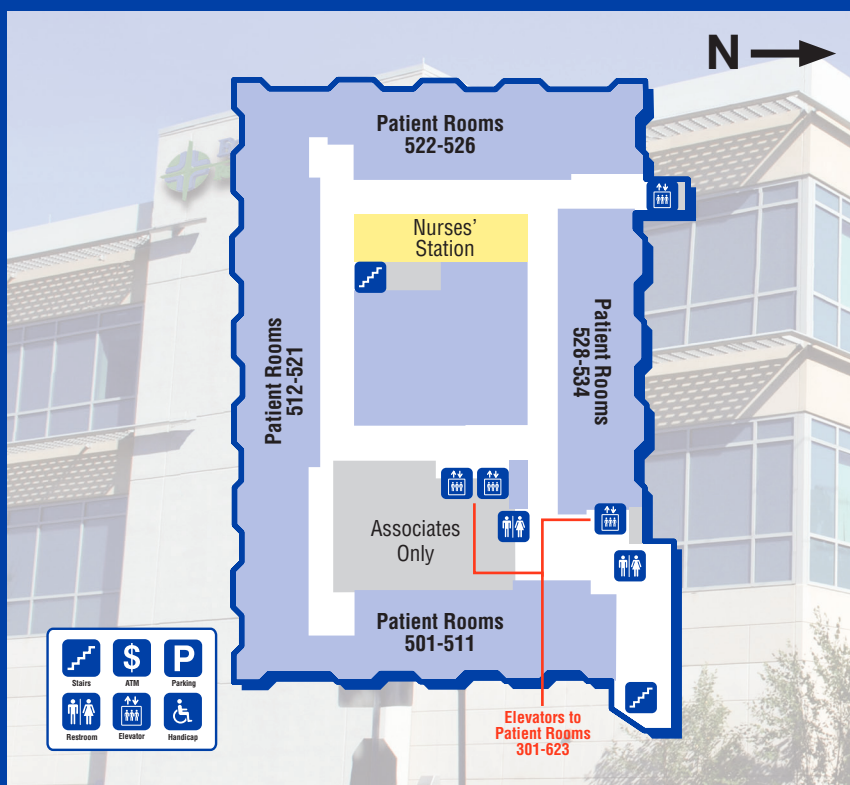 N
Patient Rooms
522-526
Nurses’
Station
Patient Rooms
512-521
Patient Rooms
528-534
Associates
Only
Patient Rooms
501-511
Elevators to
Patient Rooms
301-623
$
P
Stairs
ATM
Parking
Restroom
Elevator
Handicap